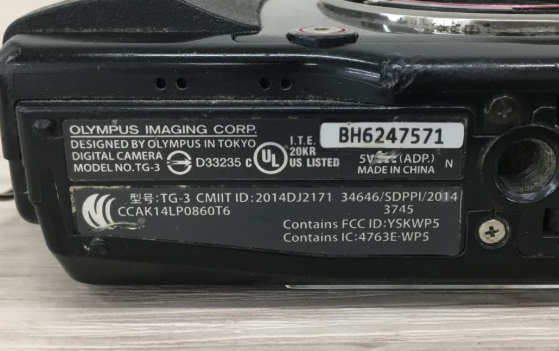 OLYMPUS IMAGING CORP.
DESIGNED BY OLYMPUS IN TOKYO
DIGITAL CAMERA
MODEL NO.TG-3
D33235
C UL US LISTED
I.T.E.
20KR
BH6247571
5V (ADP.) N
MADE IN CHINA
型号:TG-3 CMIIT ID:2014DJ2171 34646/SDPPI/2014
CCAK14LP0860T6 3745
Contains FCC ID:YSKWP5
Contains IC:4763E-WP5